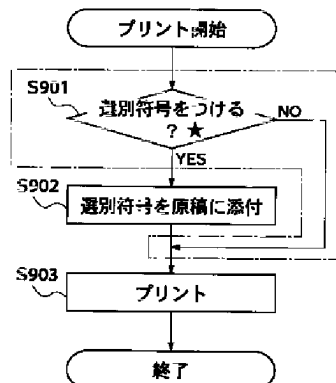 プリント開始
S901
選別符号をつける
? ★
NO
YES
S902
選別符号を原稿に添付
S903
プリント
終了